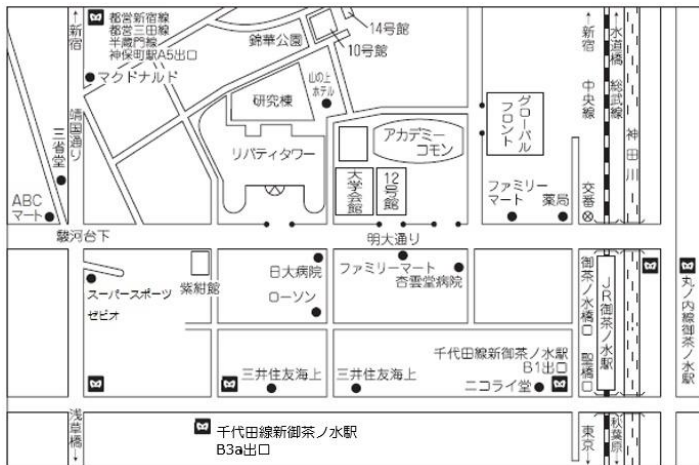 ←新宿
都営新宿線
都営三田線
半蔵門線
神保町駅A5出口
マクドナルド
靖国通り
三省堂
ABC
マート
錦華公園
14号館
10号館
山の上
ホテル
研究棟
リバティタワー
アカデミー
コモン
大学会館
12号館
グローバル
フロント
ファミリー
マート
薬局
←新宿
中央線
交番
水道橋
総武線
神田川
駿河台下
明大通り
スーパースポーツ
ゼビオ
紫紺館
日大病院
ローソン
ファミリーマート
杏雲堂病院
御茶ノ水橋口
聖橋口
JR御茶ノ水駅
丸ノ内線御茶ノ水駅
三井住友海上
三井住友海上
千代田線新御茶ノ水駅
B1出口
ニコライ堂
浅草橋→
千代田線新御茶ノ水駅
B3a出口
東京→
秋葉原→